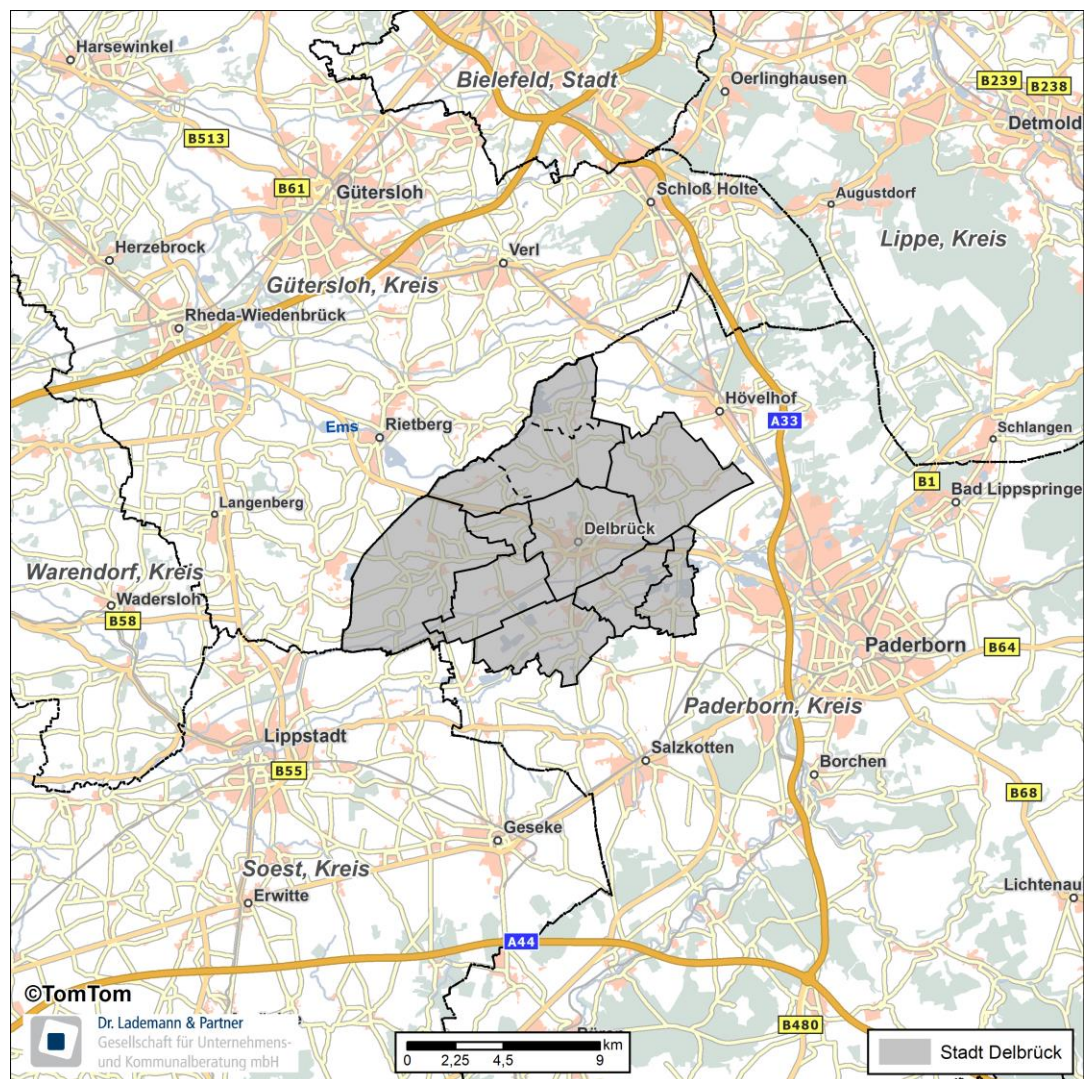 Harsewinkel
Bielefeld, Stadt
Oerlinghausen
B239
B238
Detmold
B513
B61
Gütersloh
Schloß Holte
Augustdorf
Lippe, Kreis
Herzebrock
Verl
Gütersloh, Kreis
Rheda-Wiedenbrück
Hövelhof
A33
Ems
Rietberg
Schlangen
B1
Bad Lippspringe
Langenberg
Delbrück
Warendorf, Kreis
Wadersloh
B58
Paderborn
B64
Paderborn, Kreis
Lippstadt
B55
Salzkotten
Borchen
B68
Geseke
Soest, Kreis
Erwitte
Lichtenau
A44
©TomTom
Dr. Lademann & Partner
Gesellschaft für Unternehmens-
und Kommunalberatung mbH
km
0 2,25 4,5 9
B480
Stadt Delbrück